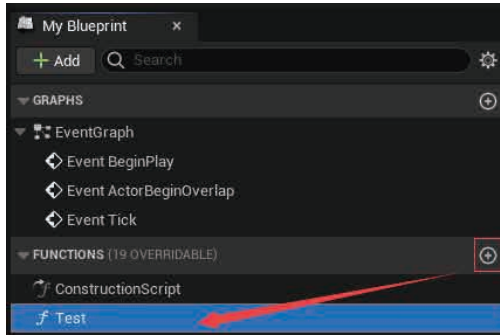 My Blueprint
+ Add Search
GRAPHS
EventGraph
Event BeginPlay
Event ActorBeginOverlap
Event Tick
FUNCTIONS (19 OVERRIDABLE)
ConstructionScript
Test